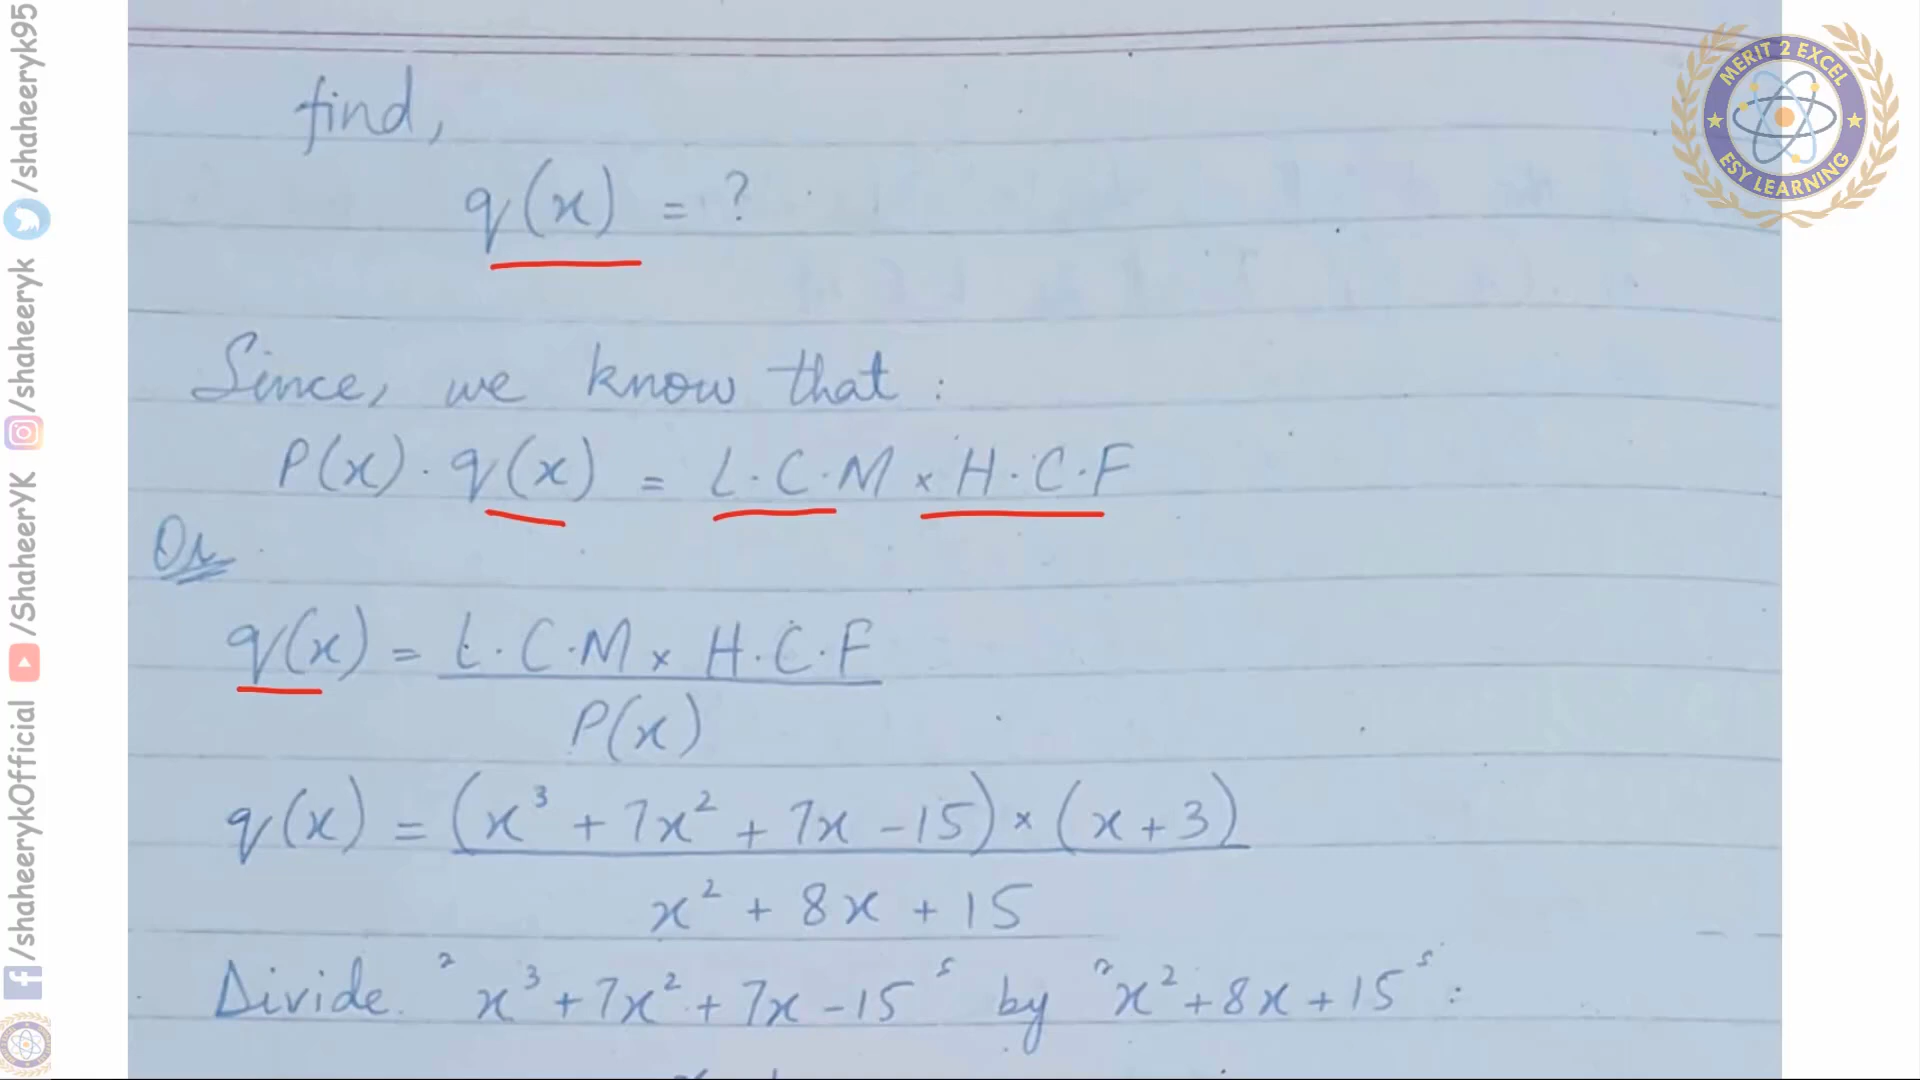 find,
q(x) = ?
Since, we know that :
P(x) . q(x) = L.C.M × H.C.F
Or
q(x) = L.C.M × H.C.F
P(x)
q(x) = (x³ + 7x² + 7x - 15) × (x + 3)
x² + 8x + 15
Divide "x³ + 7x² + 7x - 15" by "x² + 8x + 15" :
MERIT 2 EXCEL
ESY LEARNING
/shaheerykOfficial
/ShaheerYK
/shaheeryk
/shaheeryk95